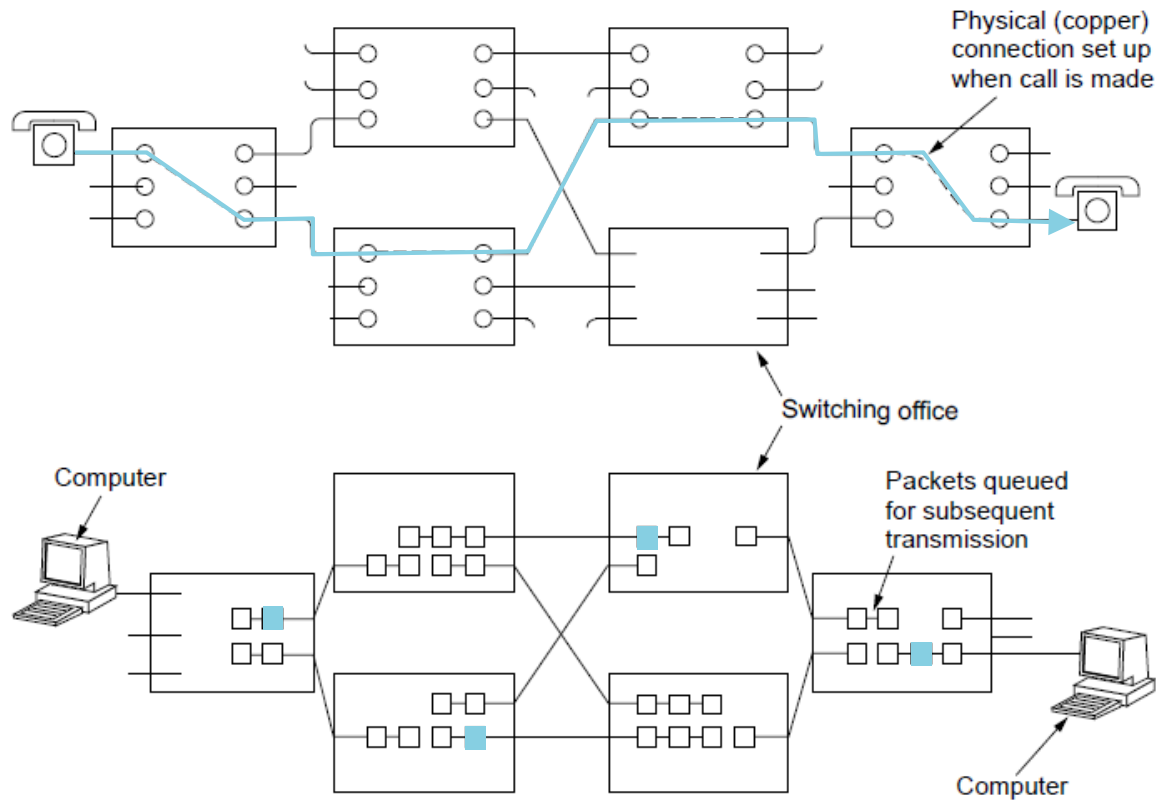 Physical (copper)
connection set up
when call is made
Switching office
Computer
Packets queued
for subsequent
transmission
Computer